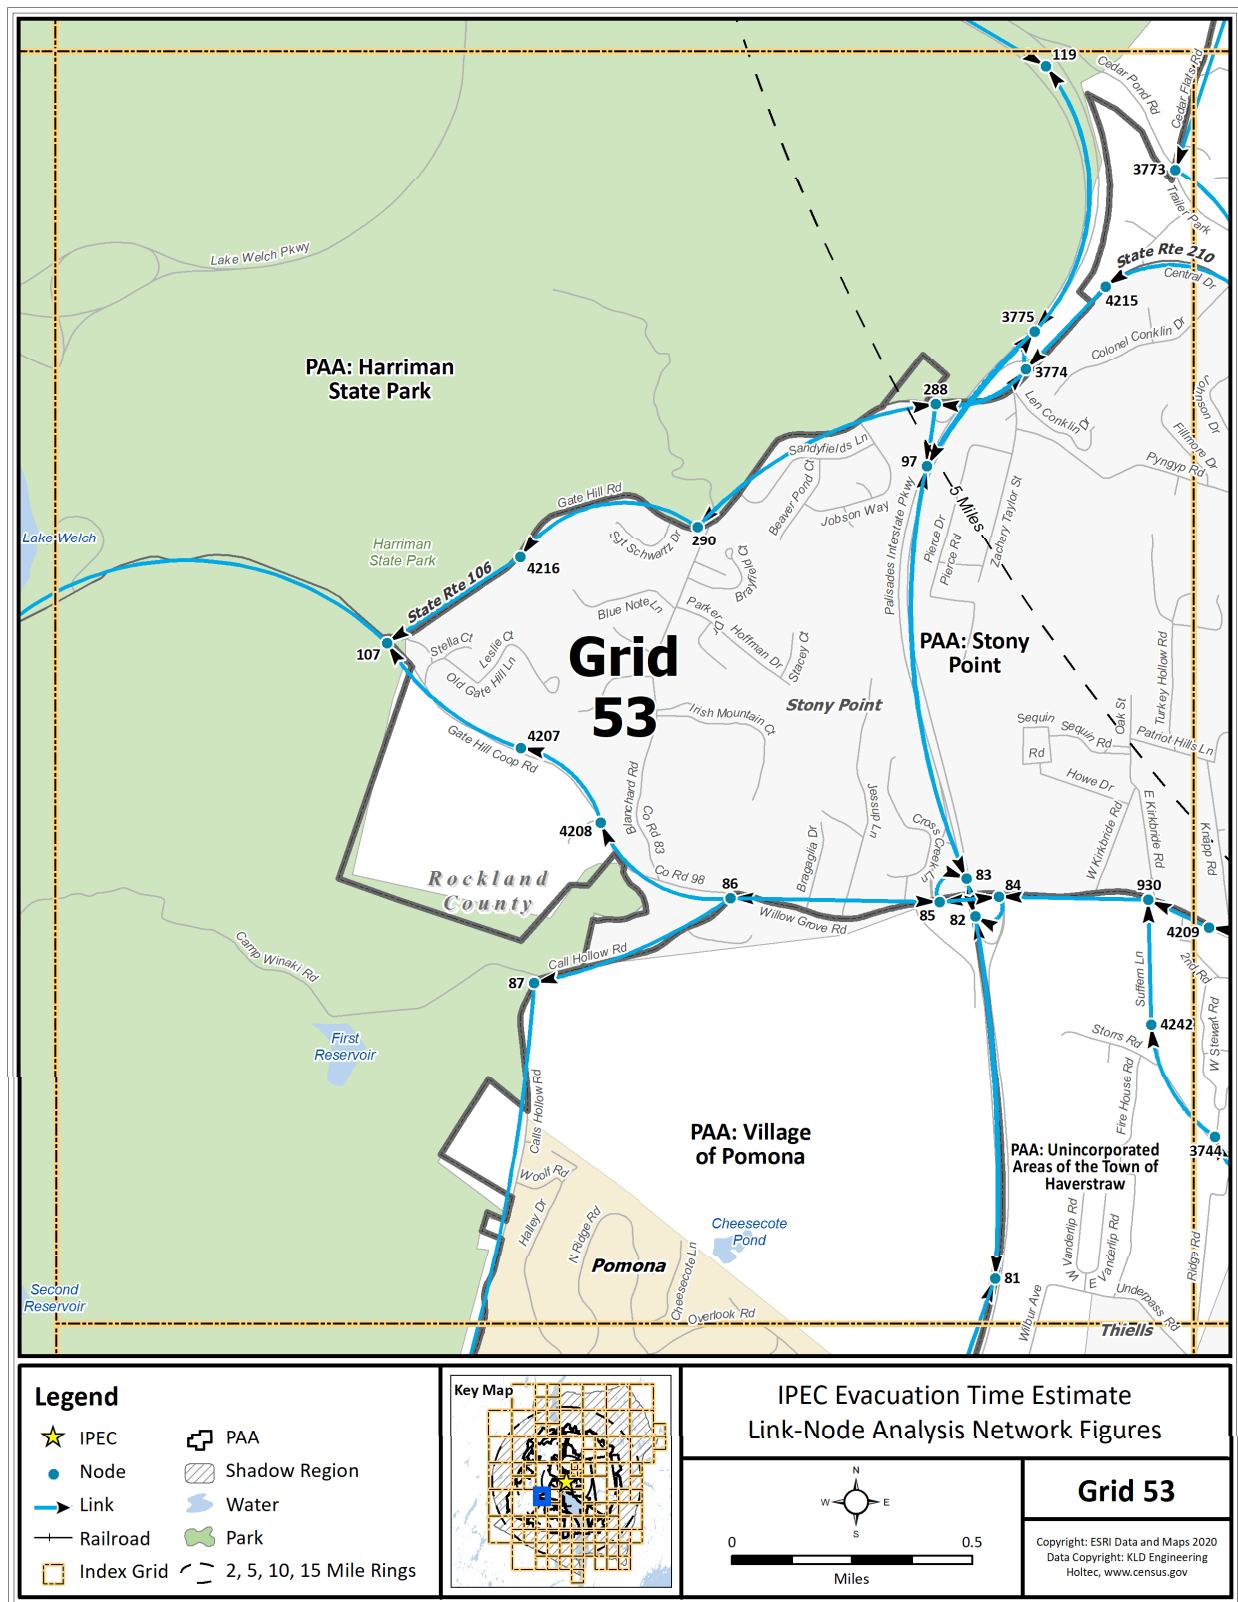 119
Cedar Pond Rd
Cedar Flats Rd
3773
Trailer Park
State Rte 210
Central Dr
4215
Lake Welch Pkwy
3775
Colonel Conklin Dr
3774
PAA: Harriman
State Park
288
Len Conklin Dr
Johnson Dr
Fillmore Dr
Sandyfields Ln
97
Pyngyp Rd
Gate Hill Rd
Beaver Pond Ct
Jobson Way
Palisades Interstate Pkwy
5 Miles
Zachery Taylor St
Pierce Dr
Pierce Rd
Lake Welch
Harriman
State Park
290
Sgt Schwartz Dr
4216
State Rte 106
Brayfield Ct
Blue Note Ln
Parker Ct
Hoffman Dr
Stacey Ct
107
Stella Ct
Leslie Ct
Old Gate Hill Ln
Grid
53
PAA: Stony
Point
Turkey Hollow Rd
Stony Point
Irish Mountain Ct
Oak St
Sequin
Rd
Sequin Rd
Patriot Hills Ln
4207
Gate Hill Coop Rd
Howe Dr
Blanchard Rd
Co Rd 83
Jessup Ln
4208
Cross Creek Ln
W Kirkbride Rd
E Kirkbride Rd
Knapp Rd
Bragaglia Dr
Rockland
County
Co Rd 98
86
83
84
930
85
82
Willow Grove Rd
4209
Camp Winaki Rd
Call Hollow Rd
87
2nd Rd
Suffern Ln
W Stewart Rd
4242
Storrs Rd
First
Reservoir
Calls Hollow Rd
Fire House Rd
PAA: Village
of Pomona
3744
PAA: Unincorporated
Areas of the Town of
Haverstraw
Woolf Rd
Halley Dr
N Ridge Rd
Cheesecote
Pond
W Vanderlip Rd
E Vanderlip Rd
Ridge Rd
Pomona
Cheesecote Ln
81
Second
Reservoir
Wilbur Ave
Underpass Rd
Overlook Rd
Thiells
Legend
IPEC
PAA
Node
Shadow Region
Link
Water
Railroad
Park
Index Grid
2, 5, 10, 15 Mile Rings
Key Map
IPEC Evacuation Time Estimate
Link-Node Analysis Network Figures
N
W
E
S
0
0.5
Miles
Grid 53
Copyright: ESRI Data and Maps 2020
Data Copyright: KLD Engineering
Holtec, www.census.gov